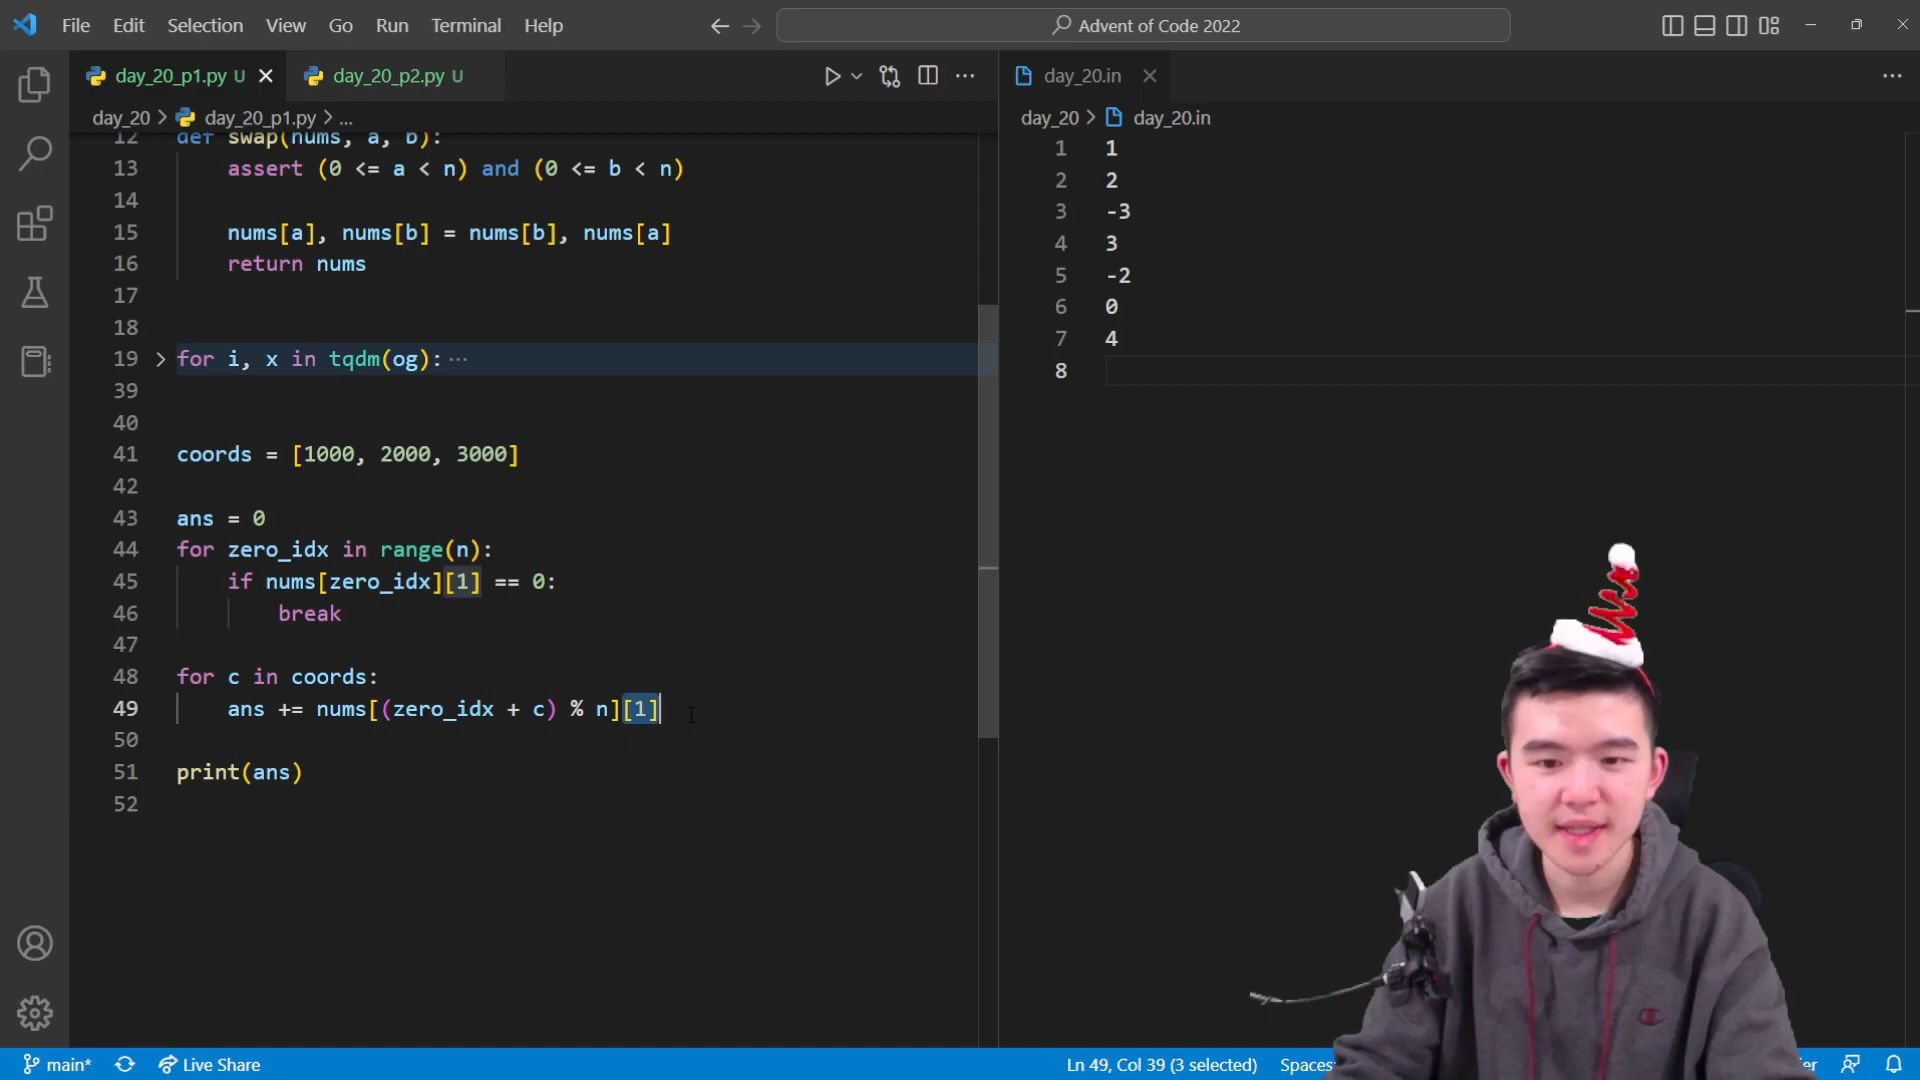 File Edit Selection View Go Run Terminal Help
Advent of Code 2022
day_20_p1.py U
day_20_p2.py U
day_20.in
day_20 > day_20_p1.py > ...
day_20 > day_20.in
12 def swap(nums, a, b):
13 assert (0 <= a < n) and (0 <= b < n)
14
15 nums[a], nums[b] = nums[b], nums[a]
16 return nums
17
18
19 for i, x in tqdm(og): ...
39
40
41 coords = [1000, 2000, 3000]
42
43 ans = 0
44 for zero_idx in range(n):
45 if nums[zero_idx][1] == 0:
46 break
47
48 for c in coords:
49 ans += nums[(zero_idx + c) % n][1]
50
51 print(ans)
52
1 1
2 2
3 -3
4 3
5 -2
6 0
7 4
8
main* Live Share
Ln 49, Col 39 (3 selected) Spaces